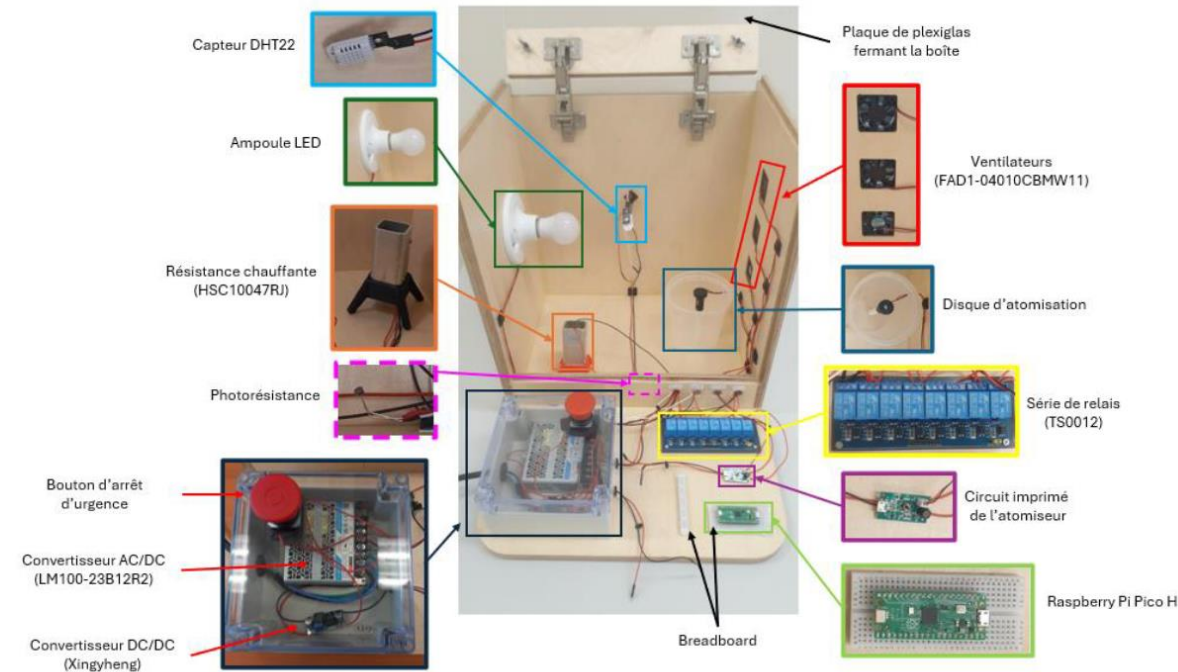 Capteur DHT22
Ampoule LED
Résistance chauffante
(HSC10047RJ)
Photorésistance
Bouton d'arrêt
d'urgence
Convertisseur AC/DC
(LM100-23B12R2)
Convertisseur DC/DC
(Xingyheng)
Plaque de plexiglas
fermant la boîte
Ventilateurs
(FAD1-04010CBMW11)
Disque d'atomisation
Série de relais
(TS0012)
Circuit imprimé
de l'atomiseur
Raspberry Pi Pico H
Breadboard